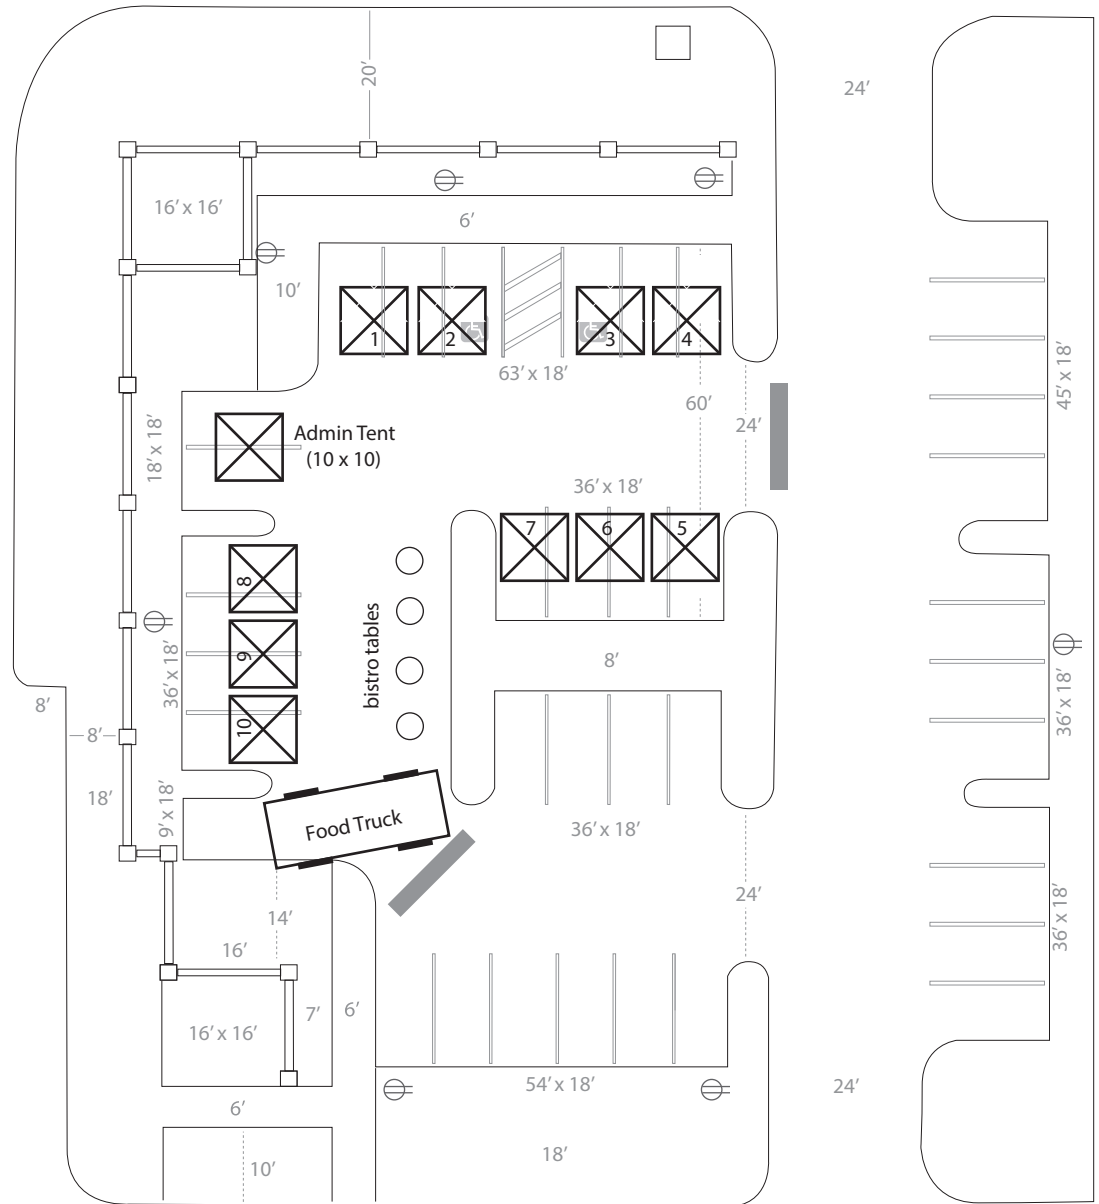 20’
24’
16’ x 16’
6’
10’
1
2
3
4
63’ x 18’
60’
24’
45’ x 18’
18’ x 18’
Admin Tent
(10 x 10)
36’ x 18’
7
6
5
8
9
10
36’ x 18’
bistro tables
8’
36’ x 18’
8’
8’
18’
9’ x 18’
Food Truck
36’ x 18’
24’
36’ x 18’
14’
16’
7’
6’
16’ x 16’
54’ x 18’
24’
6’
10’
18’